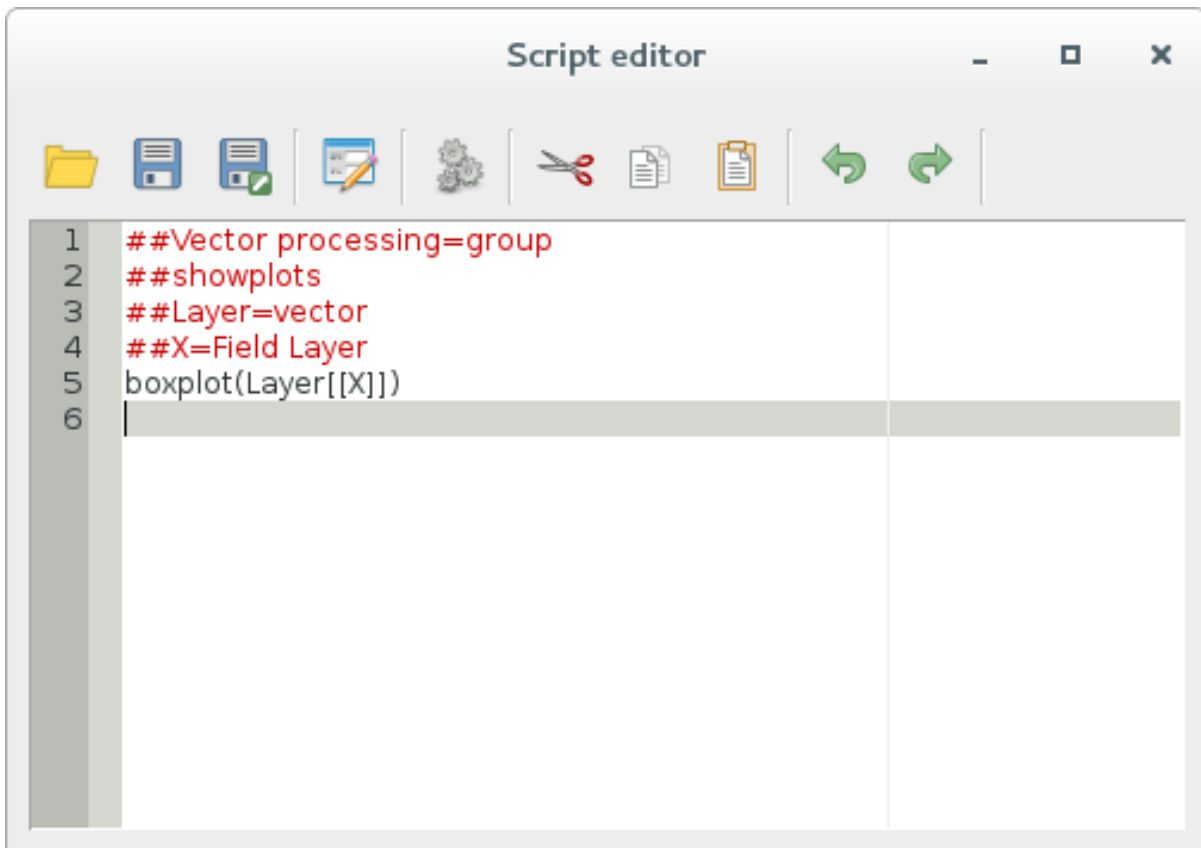 Script editor
1 ##Vector processing=group
2 ##showplots
3 ##Layer=vector
4 ##X=Field Layer
5 boxplot(Layer[[X]])
6